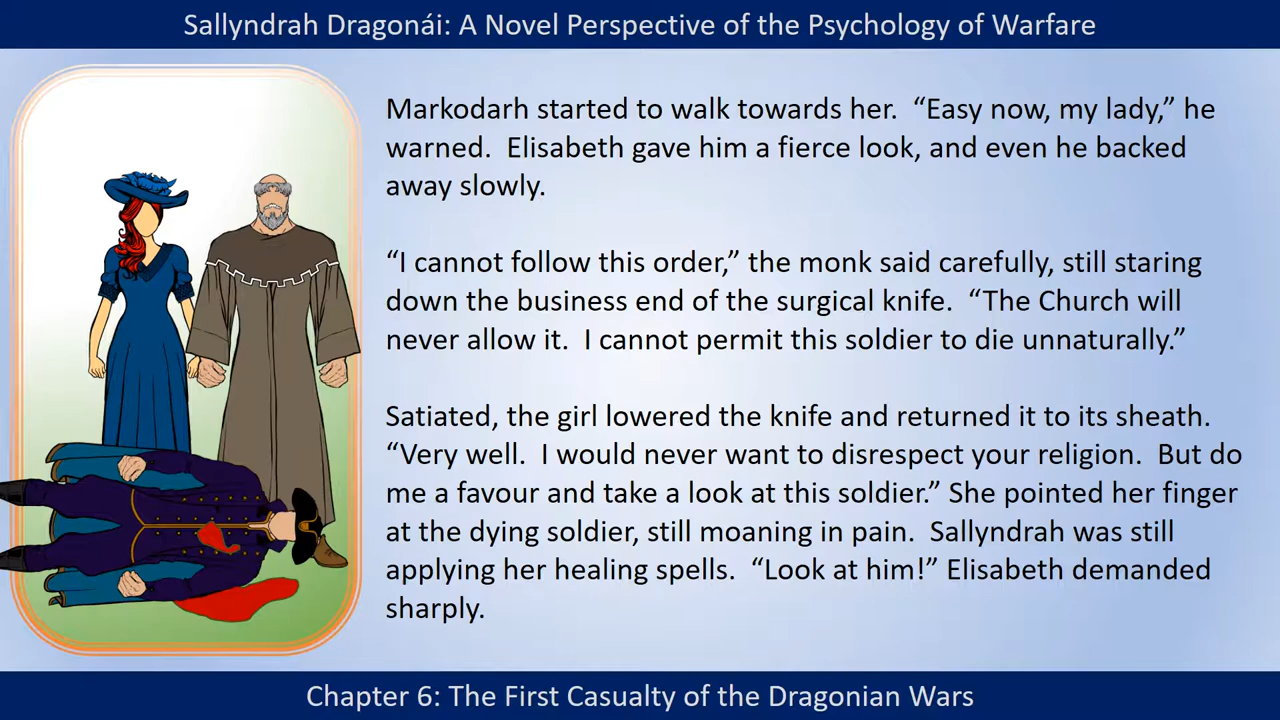 Sallyndrah Dragonái: A Novel Perspective of the Psychology of Warfare
Markodarh started to walk towards her.  “Easy now, my lady,” he
warned.  Elisabeth gave him a fierce look, and even he backed
away slowly.
“I cannot follow this order,” the monk said carefully, still staring
down the business end of the surgical knife.  “The Church will
never allow it.  I cannot permit this soldier to die unnaturally.”
Satiated, the girl lowered the knife and returned it to its sheath.
“Very well.  I would never want to disrespect your religion.  But do
me a favour and take a look at this soldier.” She pointed her finger
at the dying soldier, still moaning in pain.  Sallyndrah was still
applying her healing spells.  “Look at him!” Elisabeth demanded
sharply.
Chapter 6: The First Casualty of the Dragonian Wars